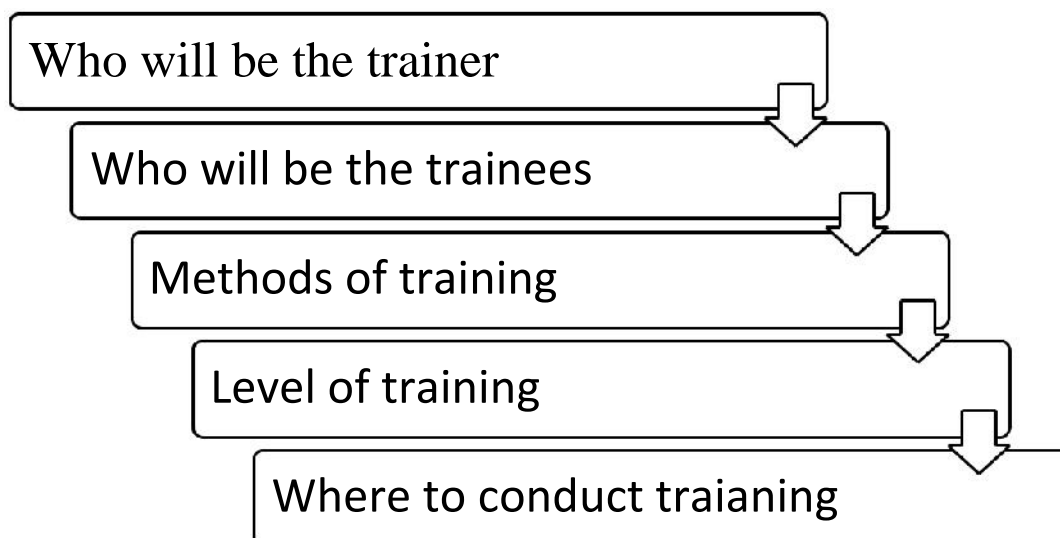 Who will be the trainer
Who will be the trainees
Methods of training
Level of training
Where to conduct traianing